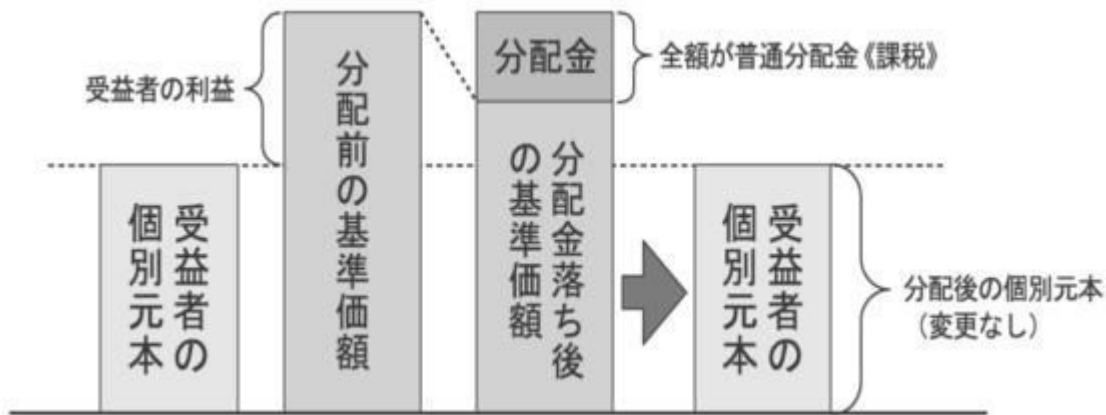 受益者の利益
受益者の
個別元本
分配前の基準価額
分配金
全額が普通分配金《課税》
分配金落ち後
の基準価額
受益者の
個別元本
分配後の個別元本
（変更なし）